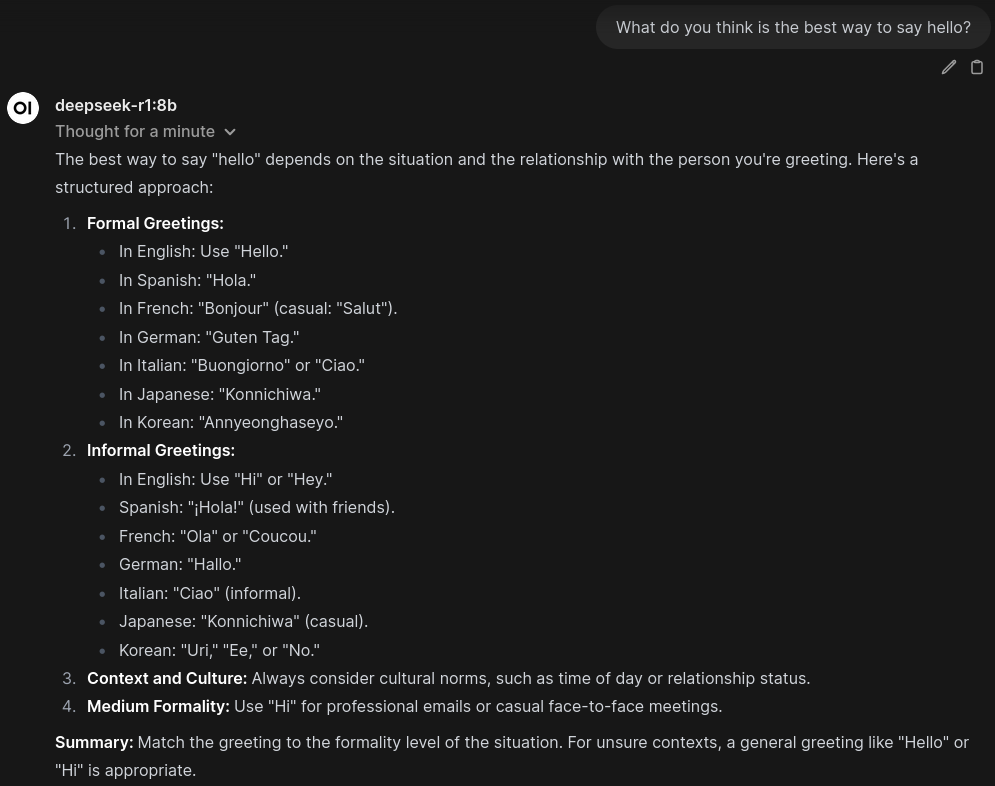 What do you think is the best way to say hello?
OI
deepseek-r1:8b
Thought for a minute
The best way to say "hello" depends on the situation and the relationship with the person you're greeting. Here's a
structured approach:
1. Formal Greetings:
• In English: Use "Hello."
• In Spanish: "Hola."
• In French: "Bonjour" (casual: "Salut").
• In German: "Guten Tag."
• In Italian: "Buongiorno" or "Ciao."
• In Japanese: "Konnichiwa."
• In Korean: "Annyeonghaseyo."
2. Informal Greetings:
• In English: Use "Hi" or "Hey."
• Spanish: "¡Hola!" (used with friends).
• French: "Ola" or "Coucou."
• German: "Hallo."
• Italian: "Ciao" (informal).
• Japanese: "Konnichiwa" (casual).
• Korean: "Uri," "Ee," or "No."
3. Context and Culture: Always consider cultural norms, such as time of day or relationship status.
4. Medium Formality: Use "Hi" for professional emails or casual face-to-face meetings.
Summary: Match the greeting to the formality level of the situation. For unsure contexts, a general greeting like "Hello" or
"Hi" is appropriate.